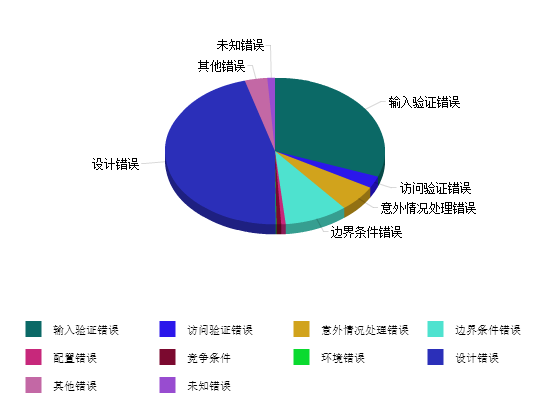 未知错误
其他错误
输入验证错误
设计错误
访问验证错误
意外情况处理错误
边界条件错误
输入验证错误 访问验证错误 意外情况处理错误 边界条件错误
配置错误 竞争条件 环境错误 设计错误
其他错误 未知错误